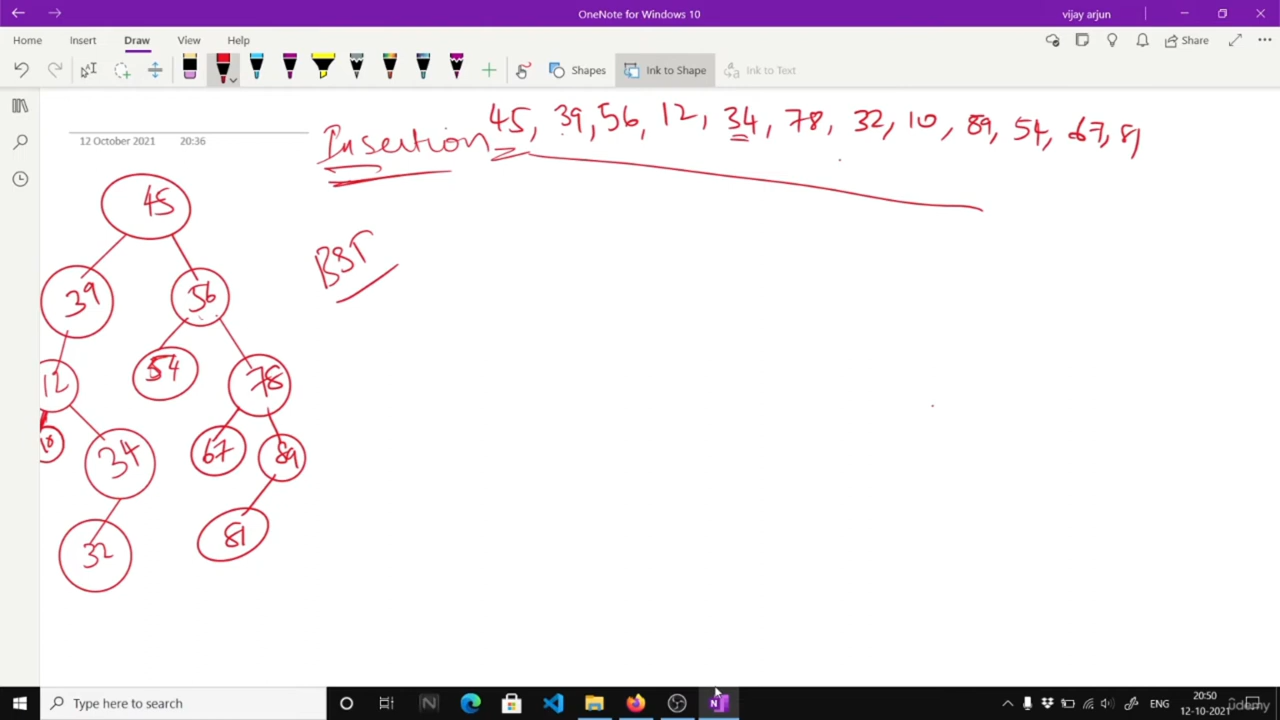 OneNote for Windows 10
vijay arjun
Home Insert Draw View Help
Share
Shapes
Ink to Shape
Ink to Text
12 October 2021 20:36
Insertion 45, 39, 56, 12, 34, 78, 32, 10, 89, 54, 67, 81
BST
45
39 56
12 54 78
10 34 67 89
32 81
Type here to search
N
N
ENG
20:50
12-10-2021
udemy